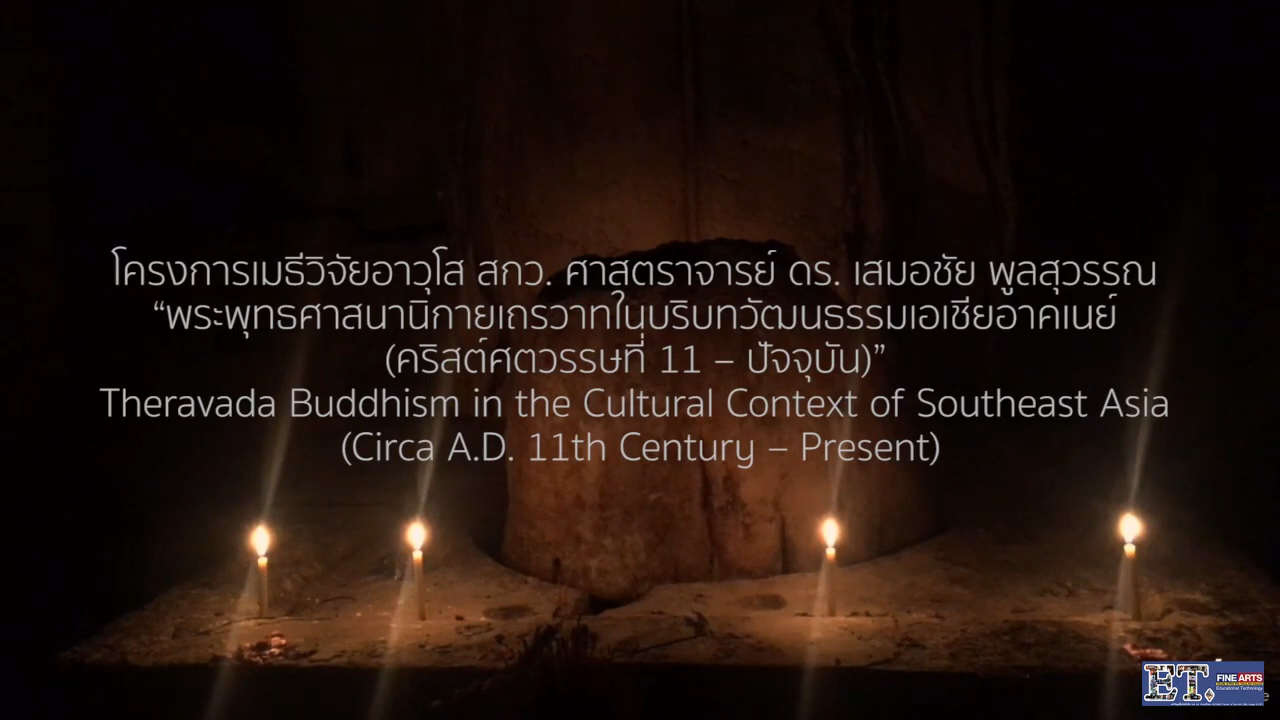 โครงการเมธีวิจัยอาวุโส สกว. ศาสตราจารย์ ดร. เสมอชัย พูลสุวรรณ
“พระพุทธศาสนานิกายเถรวาทในบริบทวัฒนธรรมเอเชียอาคเนย์
(คริสต์ศตวรรษที่ 11 – ปัจจุบัน)”
Theravada Buddhism in the Cultural Context of Southeast Asia
(Circa A.D. 11th Century – Present)
ET.
FINE ARTS
Educational Technology